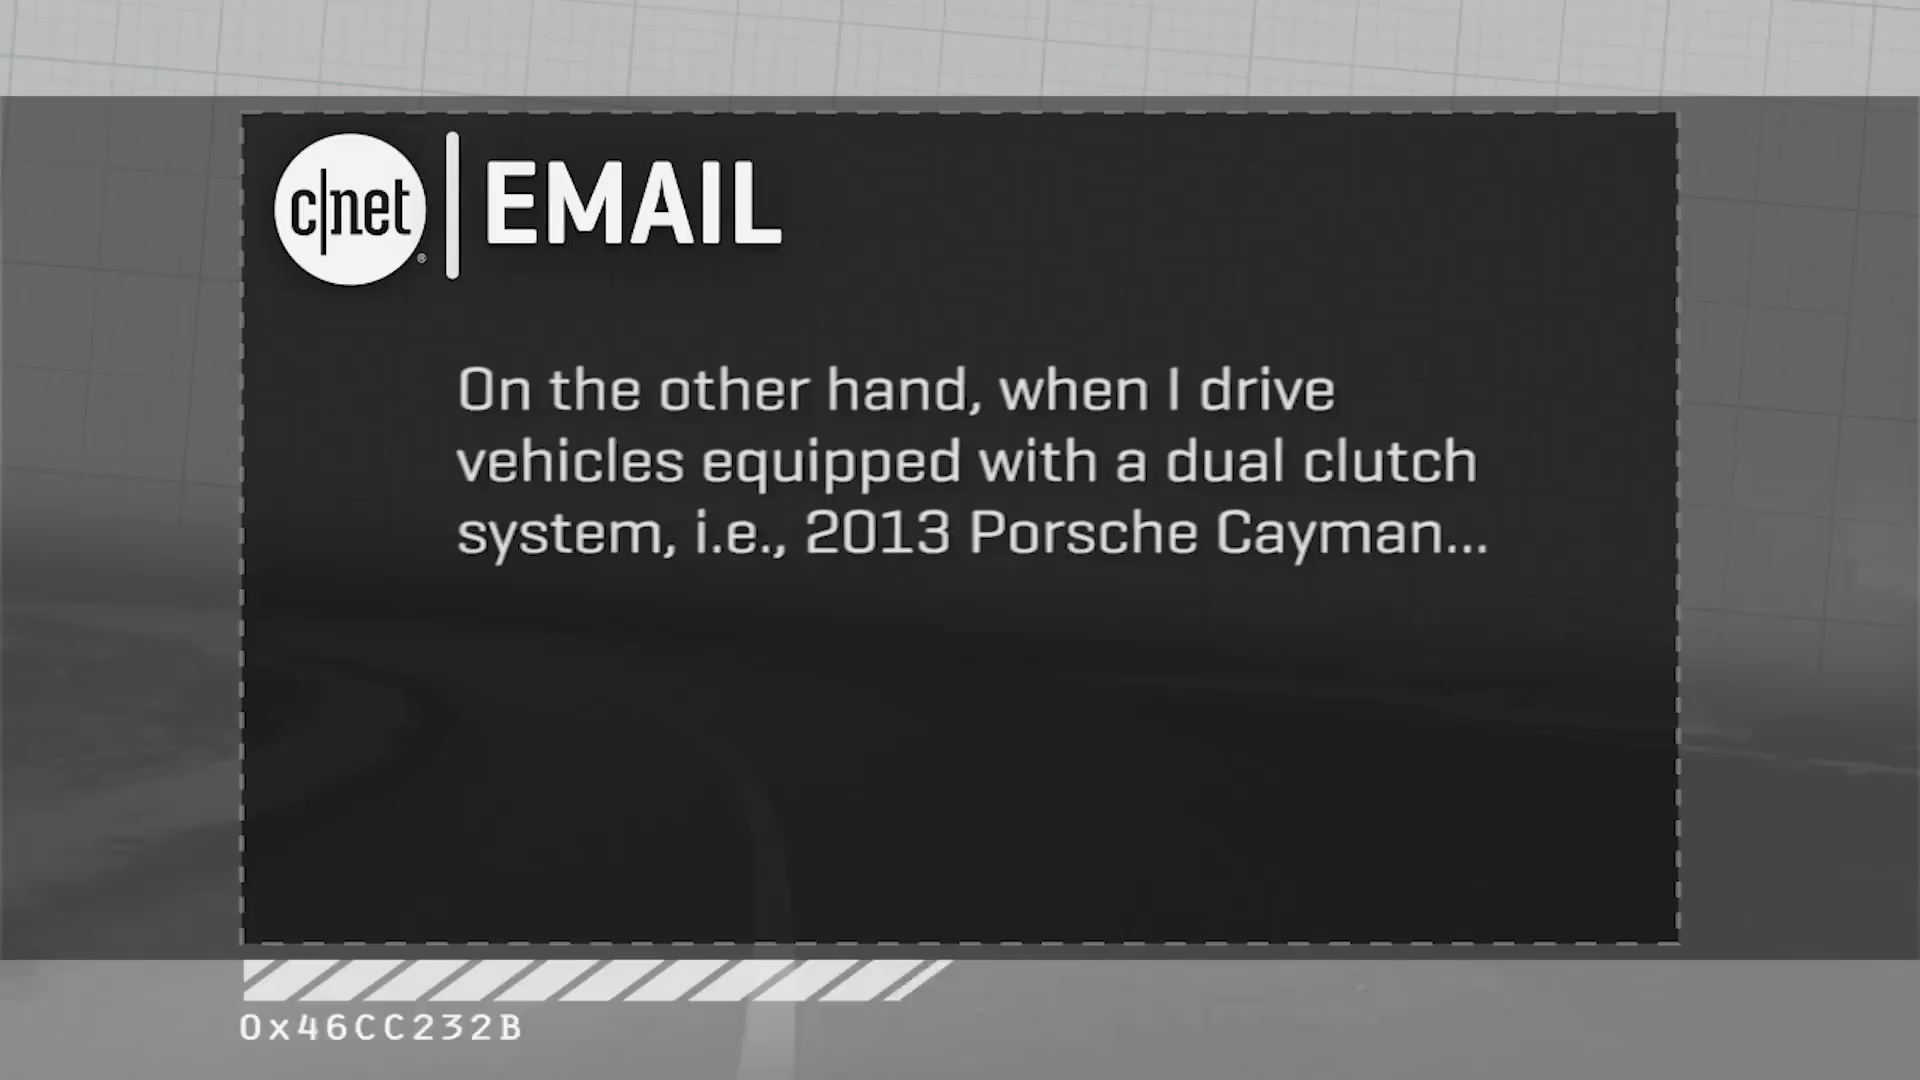 c|net ® | EMAIL
On the other hand, when I drive
vehicles equipped with a dual clutch
system, i.e., 2013 Porsche Cayman...
0x46CC232B